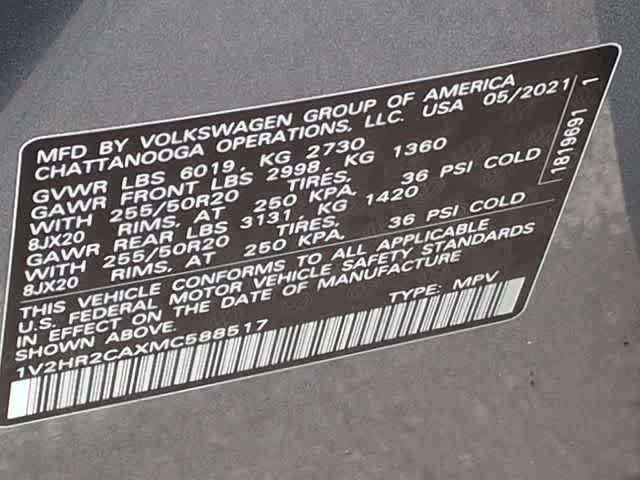 MFD BY VOLKSWAGEN GROUP OF AMERICA
CHATTANOOGA OPERATIONS, LLC. USA 05/2021
GVWR LBS 6019, KG 2730
GAWR FRONT LBS 2998, KG 1360
WITH 255/50R20 TIRES, 36 PSI COLD
8JX20 RIMS, AT 250 KPA,
GAWR REAR LBS 3131, KG 1420
WITH 255/50R20 TIRES, 36 PSI COLD
8JX20 RIMS, AT 250 KPA,
THIS VEHICLE CONFORMS TO ALL APPLICABLE
U.S. FEDERAL MOTOR VEHICLE SAFETY STANDARDS
IN EFFECT ON THE DATE OF MANUFACTURE
SHOWN ABOVE. TYPE: MPV
1V2HR2CAXMC588517
1819691 1